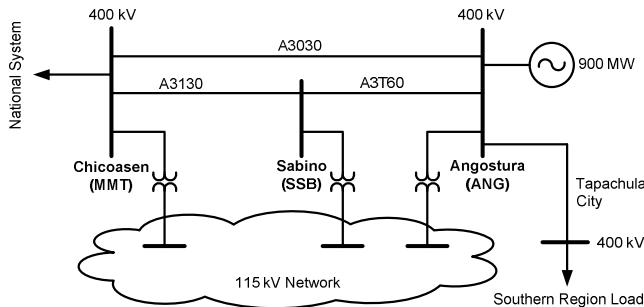 400 kV
400 kV
National System
A3030
900 MW
A3130
A3T60
Chicoasen
(MMT)
Sabino
(SSB)
Angostura
(ANG)
Tapachula
City
400 kV
115 kV Network
Southern Region Load